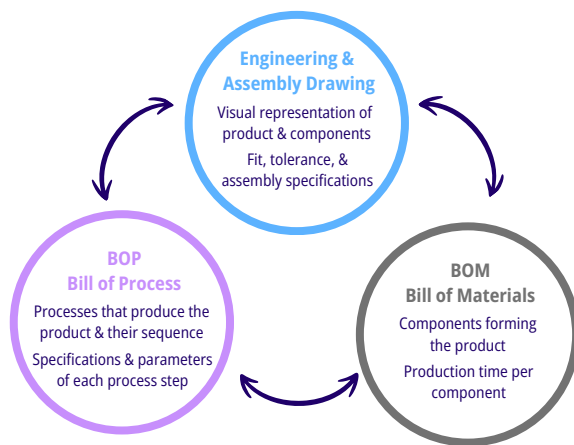 Engineering &
Assembly Drawing
Visual representation of
product & components
Fit, tolerance, &
assembly specifications
BOP
Bill of Process
Processes that produce the
product & their sequence
Specifications & parameters
of each process step
BOM
Bill of Materials
Components forming
the product
Production time per
component